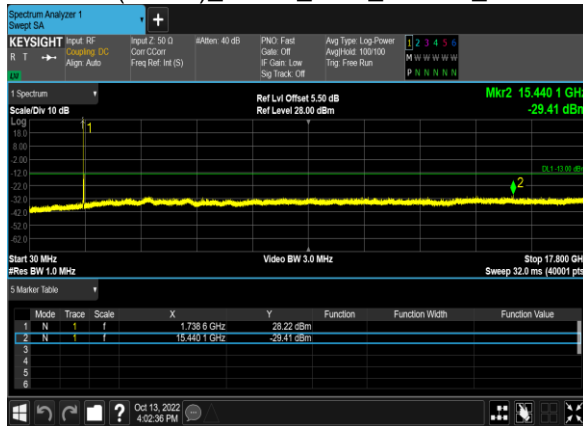 Spectrum Analyzer 1
Swept SA
+
KEYSIGHT Input: RF Input Z: 50 Ω #Atten: 40 dB PNO: Fast Avg Type: Log-Power 1 2 3 4 5 6
R T Coupling: DC Corr CCorr Gate: Off Avg|Hold: 100/100 M W W W W W
Align: Auto Freq Ref: Int (S) IF Gain: Low Trig: Free Run
Sig Track: Off P N N N N N
1 Spectrum Ref Lvl Offset 5.50 dB Mkr2 15.440 1 GHz
Scale/Div 10 dB Ref Level 28.00 dBm -29.41 dBm
Log
18.0
8.00
-2.00
-12.0 DL1 -13.00 dBm
-22.0
-32.0
-42.0
-52.0
-62.0
1
2
Start 30 MHz Video BW 3.0 MHz Stop 17.800 GHz
#Res BW 1.0 MHz Sweep 32.0 ms (40001 pts)
5 Marker Table
Mode Trace Scale X Y Function Function Width Function Value
1 N 1 f 1.738 6 GHz 28.22 dBm
2 N 1 f 15.440 1 GHz -29.41 dBm
3
4
5
6
? Oct 13, 2022
4:02:36 PM